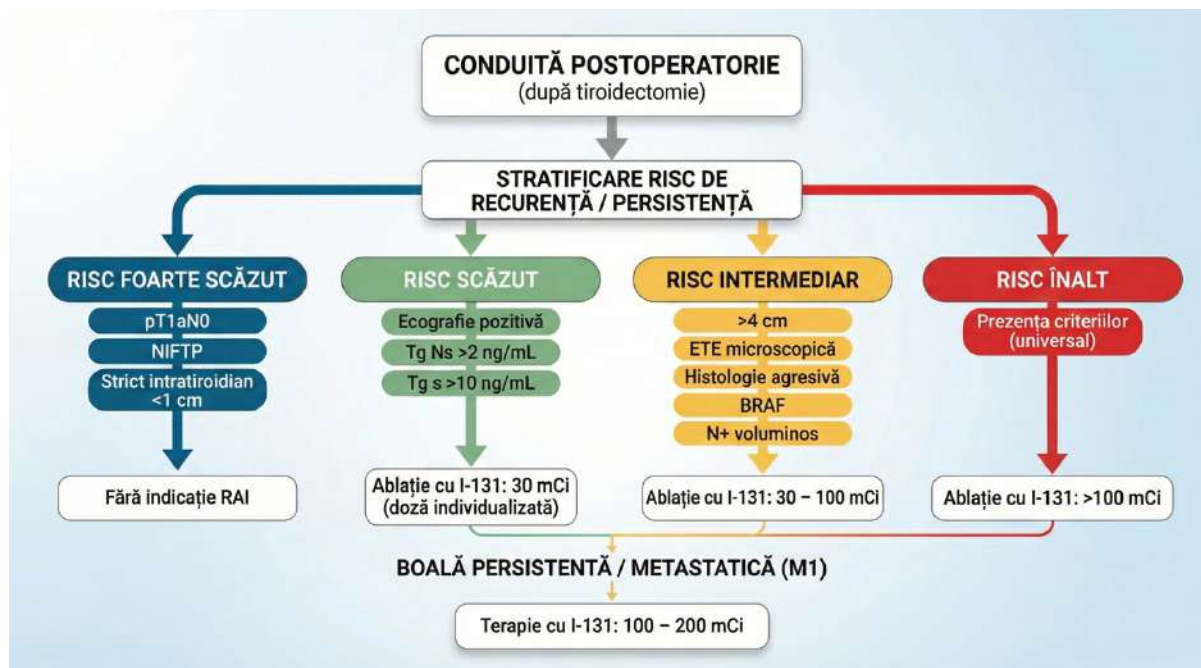 CONDUITĂ POSTOPERATORIE
(după tiroidectomie)
STRATIFICARE RISC DE
RECURENȚĂ / PERSISTENȚĂ
RISC FOARTE SCĂZUT
pT1aN0
NIFTP
Strict intratiroidian
<1 cm
Fără indicație RAI
RISC SCĂZUT
Ecografie pozitivă
Tg Ns >2 ng/mL
Tg s >10 ng/mL
Ablație cu I-131: 30 mCi
(doză individualizată)
RISC INTERMEDIAR
>4 cm
ETE microscopică
Histologie agresivă
BRAF
N+ voluminos
Ablație cu I-131: 30 – 100 mCi
RISC ÎNALT
Prezența criteriilor
(universal)
Ablație cu I-131: >100 mCi
BOALĂ PERSISTENTĂ / METASTATICĂ (M1)
Terapie cu I-131: 100 – 200 mCi